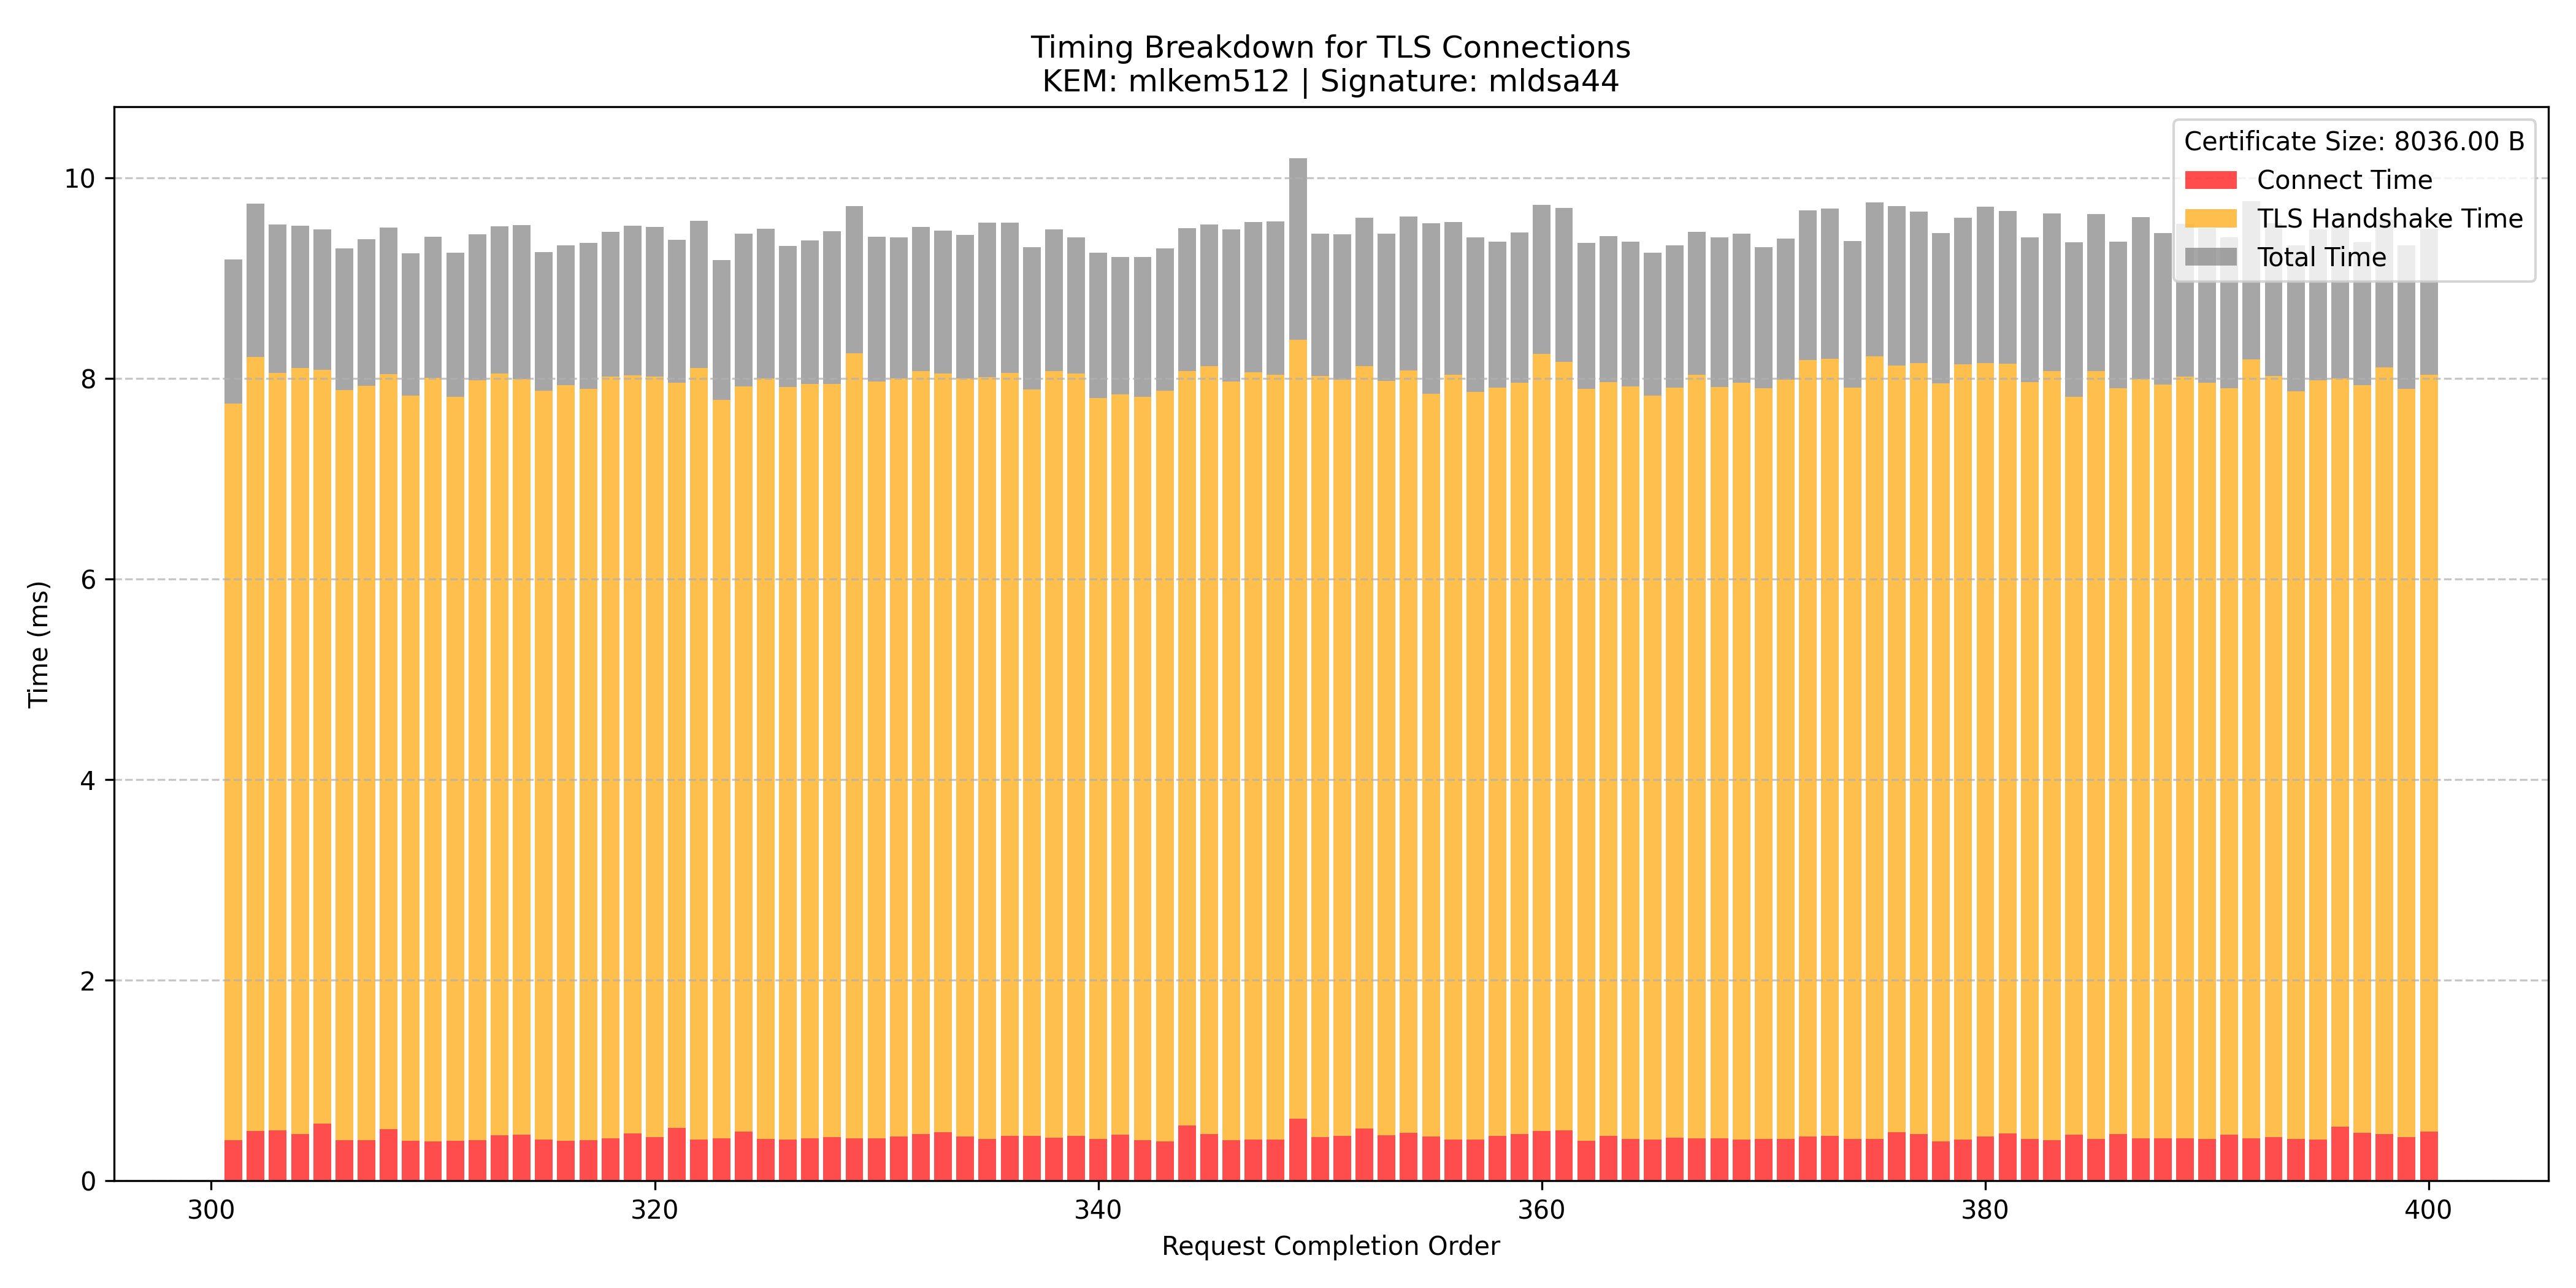 Timing Breakdown for TLS Connections
KEM: mlkem512 | Signature: mldsa44
Certificate Size: 8036.00 B
Connect Time
TLS Handshake Time
Total Time
Time (ms)
10
8
6
4
2
0
300
320
340
360
380
400
Request Completion Order